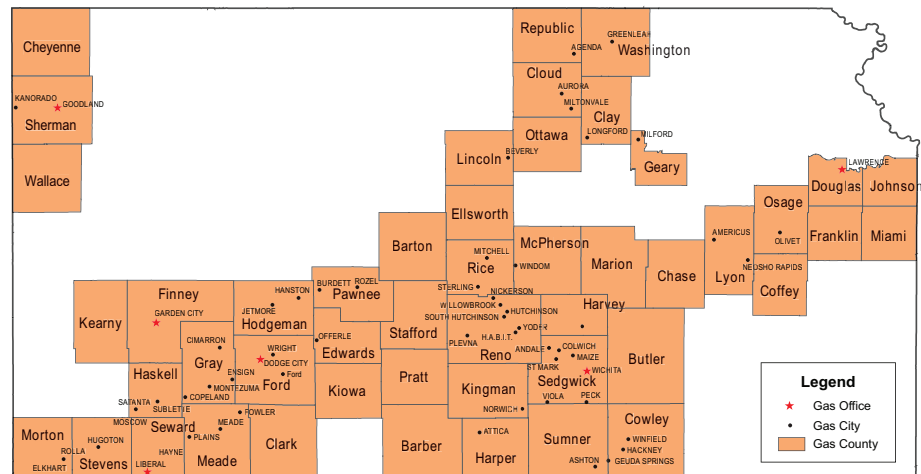 Republic
GREENLEAF
AGENDA
Washington
Cheyenne
Cloud
AURORA
MILTONVALE
KANORADO
GOODLAND
Sherman
Clay
Ottawa
LONGFORD
MILFORD
BEVERLY
Lincoln
Geary
LAWRENCE
Wallace
Douglas
Johnson
Osage
Ellsworth
AMERICUS
OLIVET
Franklin
Miami
Barton
McPherson
MITCHELL
Rice
WINDOM
Marion
Chase
Lyon
NEOSHO RAPIDS
Coffey
Finney
HANSTON
BURDETT
ROZEL
Pawnee
STERLING
NICKERSON
WILLOWBROOK
Harvey
Kearny
GARDEN CITY
JETMORE
Hodgeman
SOUTH HUTCHINSON
HUTCHINSON
Stafford
YODER
H.A.B.I.T.
PLEVNA
Reno
CIMARRON
OFFERLE
Edwards
WRIGHT
DODGE CITY
Gray
ANDALE
COLWICH
MAIZE
Butler
ST MARK
WICHITA
Haskell
ENSIGN
Ford
Ford
MONTEZUMA
Kiowa
Pratt
Kingman
Sedgwick
COPELAND
VIOLA
PECK
SATANTA
SUBLETTE
FOWLER
NORWICH
MOSCOW
Seward
MEADE
PLAINS
Cowley
Morton
HUGOTON
ATTICA
WINFIELD
Clark
Barber
Sumner
HACKNEY
ROLLA
HAYNE
Harper
GEUDA SPRINGS
ELKHART
Stevens
LIBERAL
Meade
ASHTON
Legend
Gas Office
Gas City
Gas County